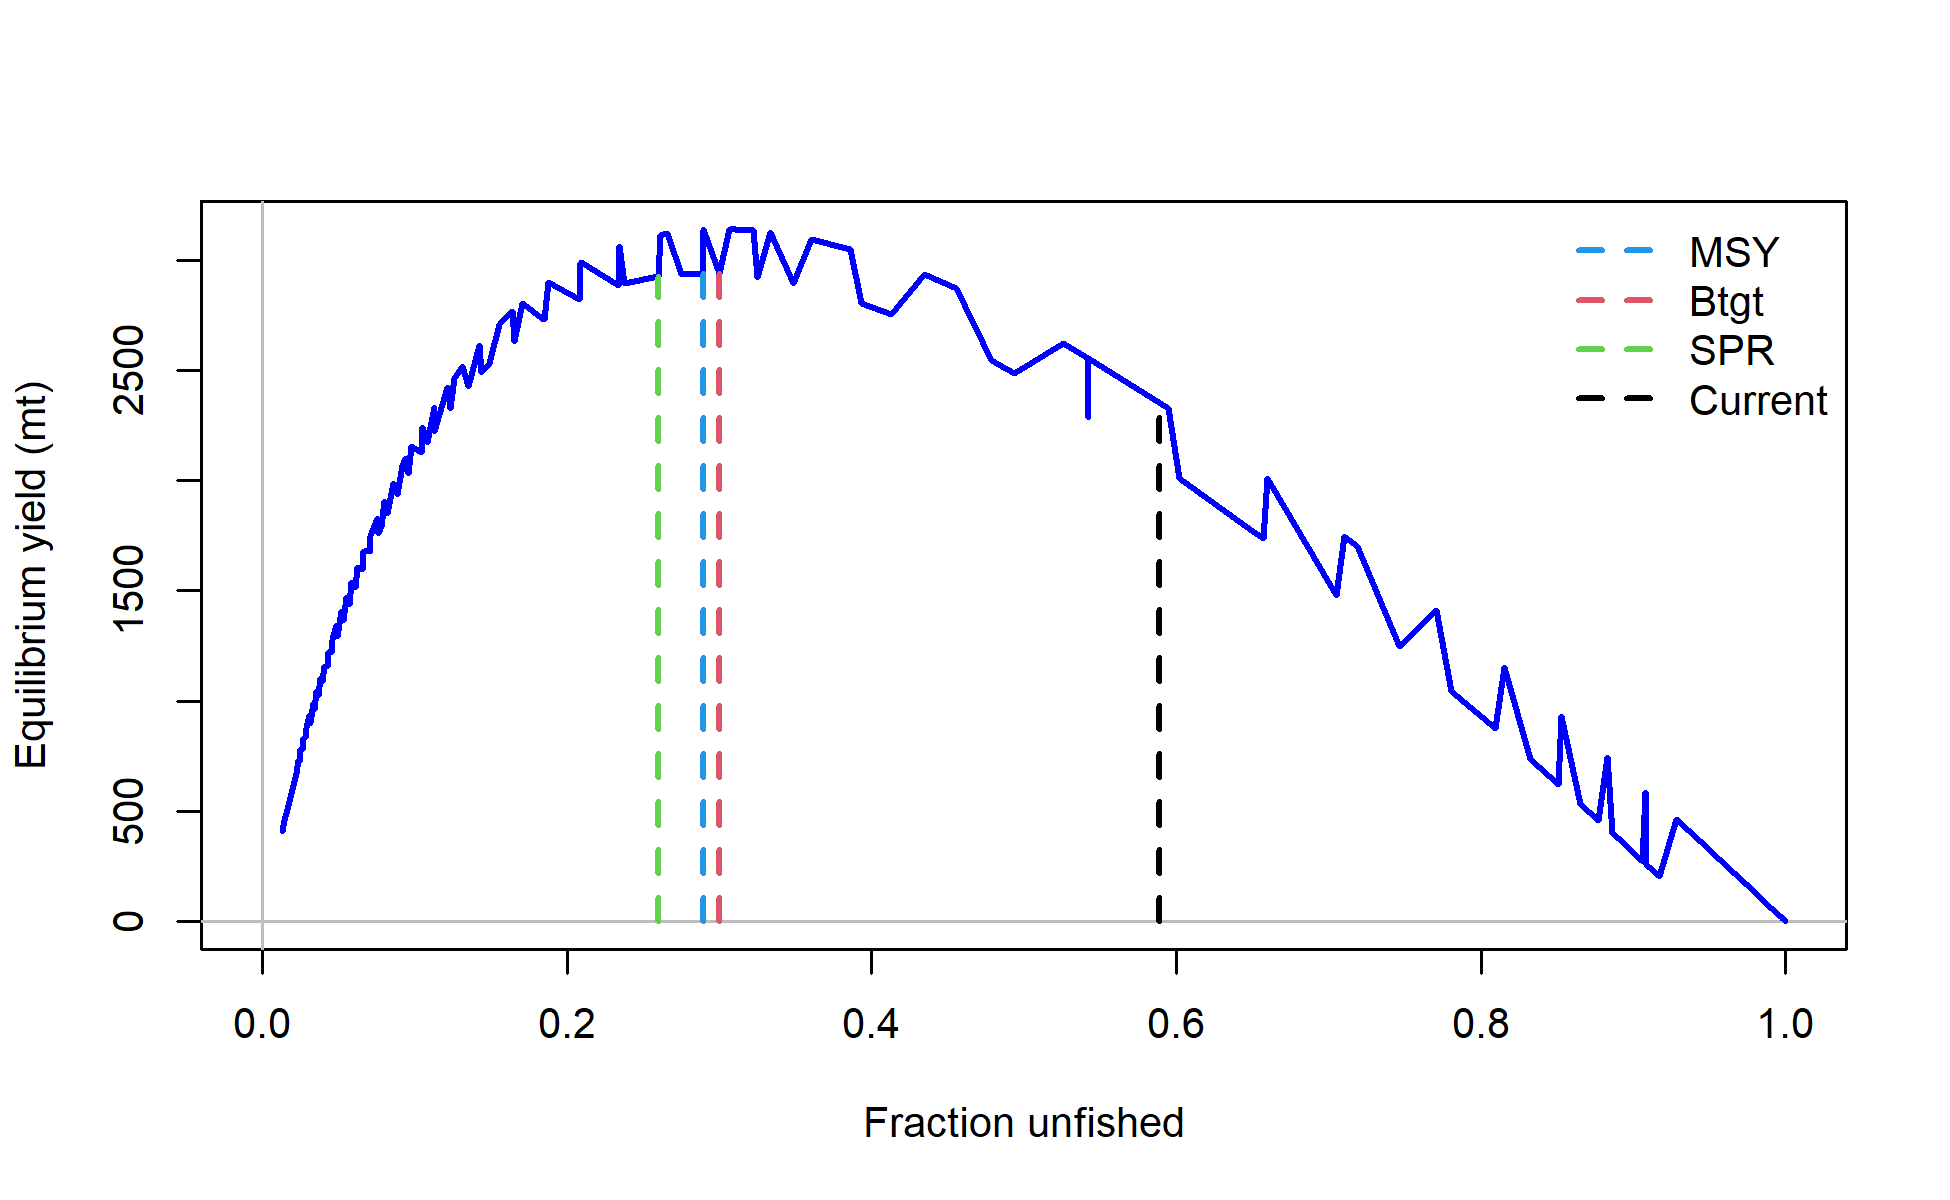 MSY
Btgt
SPR
Current
Equilibrium yield (mt)
2500
1500
500
0
0.0 0.2 0.4 0.6 0.8 1.0
Fraction unfished